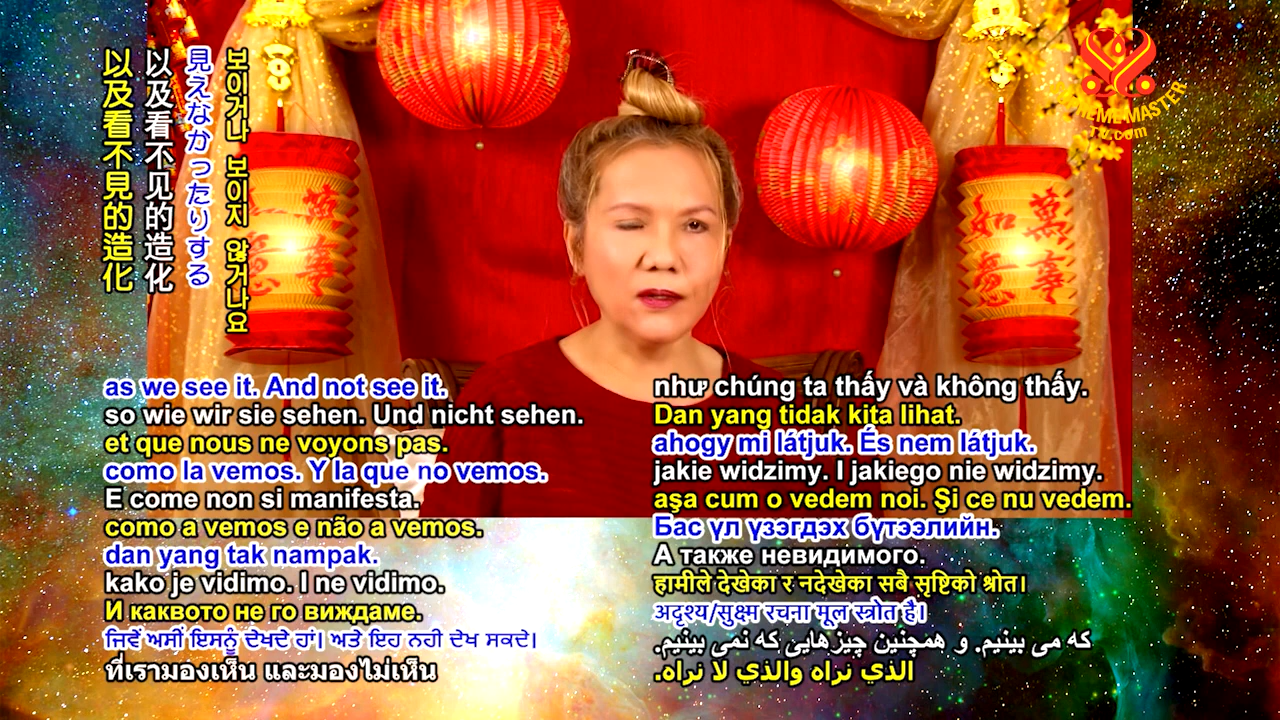 以及看不見的造化
以及看不见的造化
見えなかったりする
보이거나 보이지 않거나요
as we see it. And not see it.
so wie wir sie sehen. Und nicht sehen.
et que nous ne voyons pas.
como la vemos. Y la que no vemos.
E come non si manifesta.
como a vemos e não a vemos.
dan yang tak nampak.
kako je vidimo. I ne vidimo.
И каквото не го виждаме.
ਜਿਵੇਂ ਅਸੀਂ ਇਸਨੂੰ ਦੇਖਦੇ ਹਾਂ। ਅਤੇ ਇਹ ਨਹੀ ਦੇਖ ਸਕਦੇ।
ที่เรามองเห็น และมองไม่เห็น
như chúng ta thấy và không thấy.
Dan yang tidak kita lihat.
ahogy mi látjuk. És nem látjuk.
jakie widzimy. I jakiego nie widzimy.
aşa cum o vedem noi. Şi ce nu vedem.
Бас үл үзэгдэх бүтээлийн.
А также невидимого.
हामीले देखेका र नदेखेका सबै सृष्टिको श्रोत।
अदृश्य/सुक्ष्म रचना मूल स्त्रोत है।
که می بینیم. و همچنین چیزهایی که نمی بینیم.
الذي نراه والذي لا نراه.
MASTER
TV.com
萬事
如意